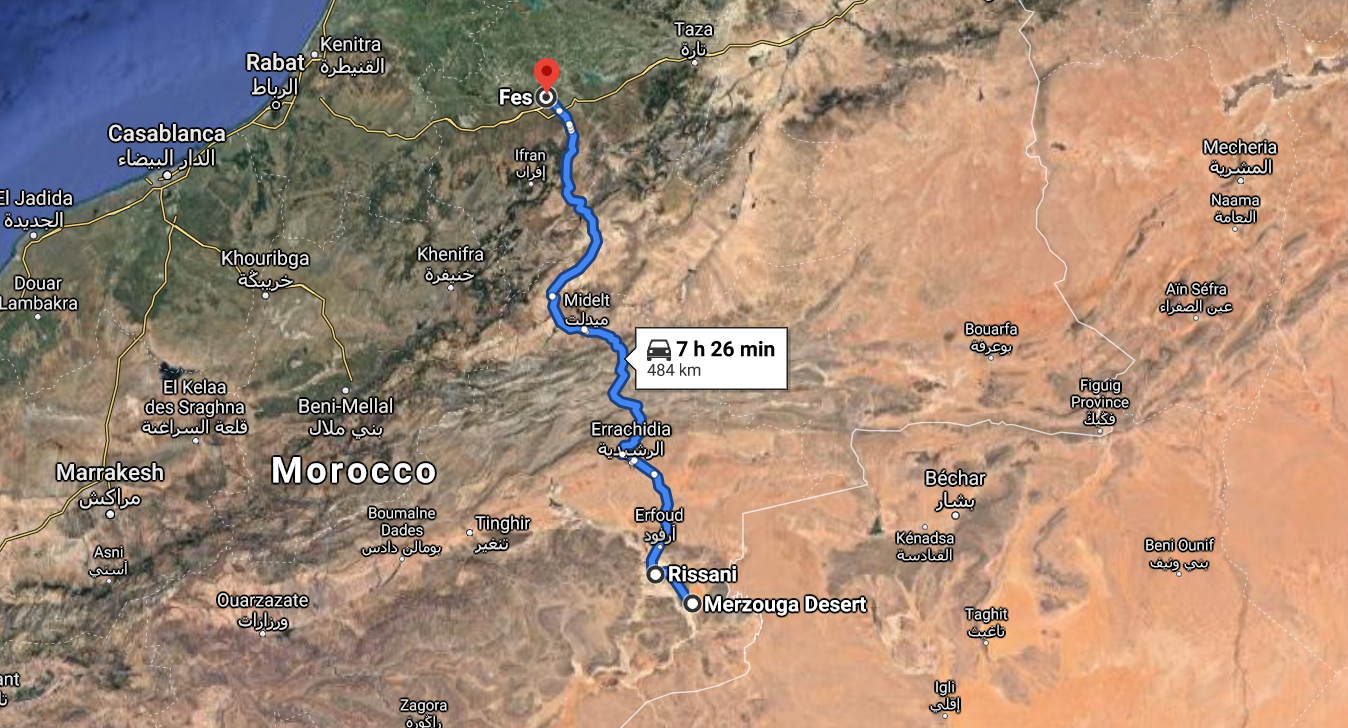 Taza
تازة
Kenitra
القنيطرة
Rabat
الرباط
Fes
Casablanca
الدار البيضاء
Ifran
إفران
Mecheria
المشرية
El Jadida
الجديدة
Naama
النعامة
Khouribga
خريبݣة
Khenifra
خنيفرة
Douar
Lambakra
Midelt
ميدلت
Aïn Séfra
عين الصفراء
Bouarfa
بوعرفة
7 h 26 min
484 km
El Kelaa
des Sraghna
قلعة السراغنة
Beni-Mellal
بني ملال
Figuig
Province
فݣيݣ
Errachidia
الرشيدية
Morocco
Marrakesh
مراكش
Béchar
بشار
Boumalne
Dades
بومالن دادس
Tinghir
تنغير
Erfoud
أرفود
Kénadsa
القنادسة
Asni
أسني
Beni Ounif
بني ونيف
Rissani
Merzouga Desert
Ouarzazate
ورزازات
Taghit
تاغيت
Igli
إقلي
Zagora
زاݣورة